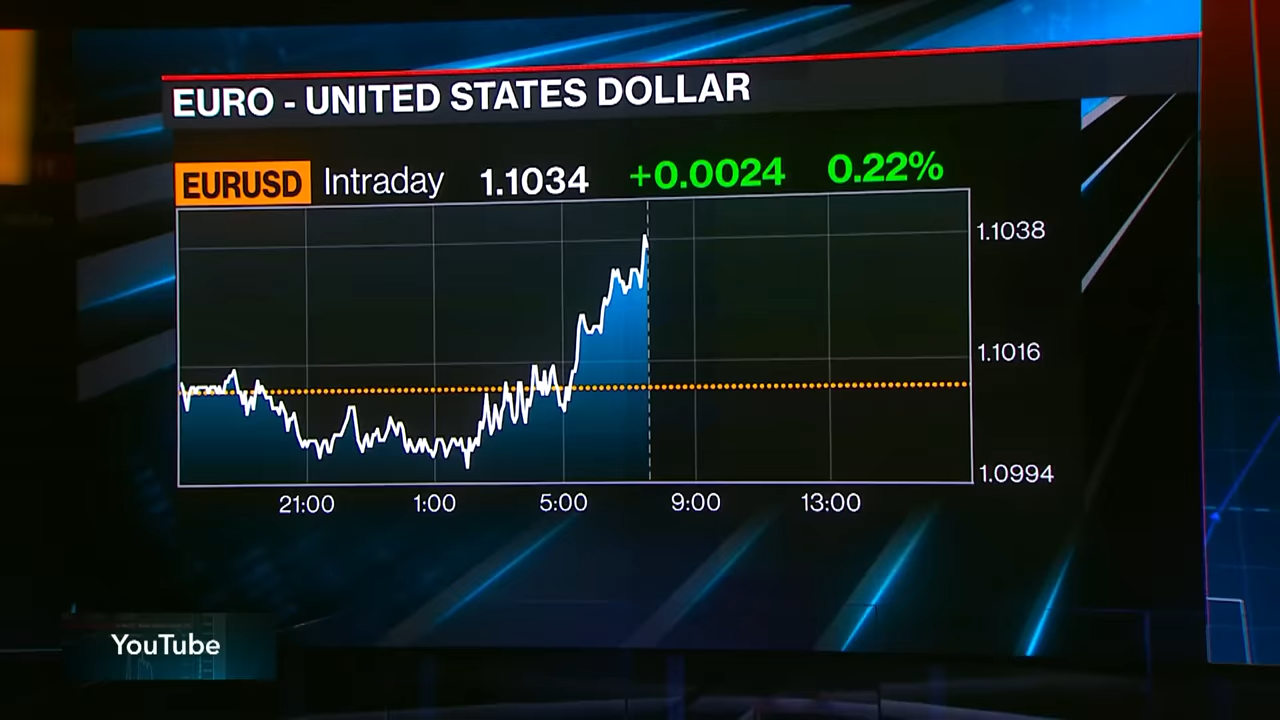 EURO - UNITED STATES DOLLAR
EURUSD Intraday 1.1034 +0.0024 0.22%
1.1038
1.1016
1.0994
21:00 1:00 5:00 9:00 13:00
YouTube